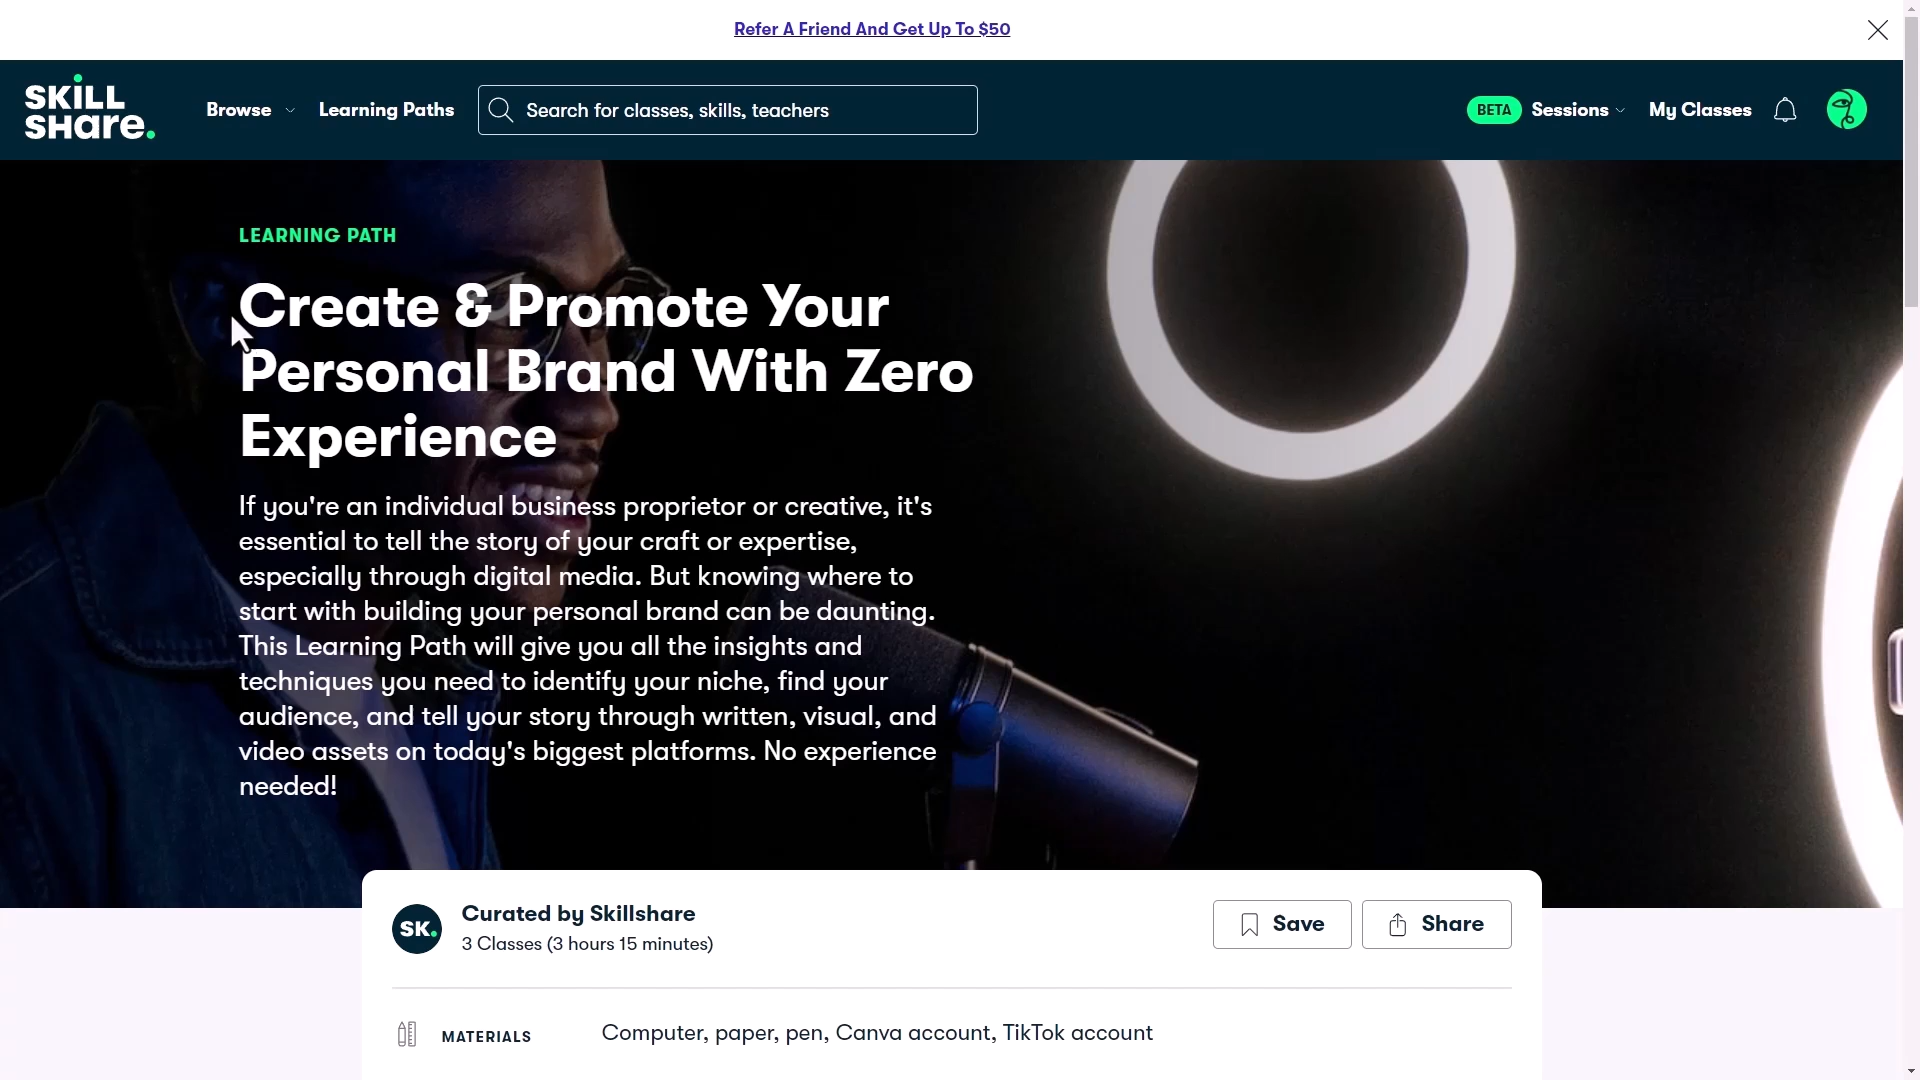 Refer A Friend And Get Up To $50
SKILL
SHare.
Browse
Learning Paths
Search for classes, skills, teachers
BETA
Sessions
My Classes
LEARNING PATH
Create & Promote Your
Personal Brand With Zero
Experience
If you're an individual business proprietor or creative, it's
essential to tell the story of your craft or expertise,
especially through digital media. But knowing where to
start with building your personal brand can be daunting.
This Learning Path will give you all the insights and
techniques you need to identify your niche, find your
audience, and tell your story through written, visual, and
video assets on today's biggest platforms. No experience
needed!
SK.
Curated by Skillshare
3 Classes (3 hours 15 minutes)
Save
Share
MATERIALS
Computer, paper, pen, Canva account, TikTok account